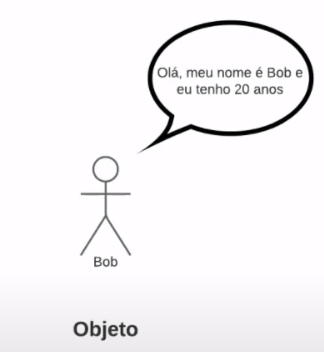 Olá, meu nome é Bob e
eu tenho 20 anos
Bob
Objeto